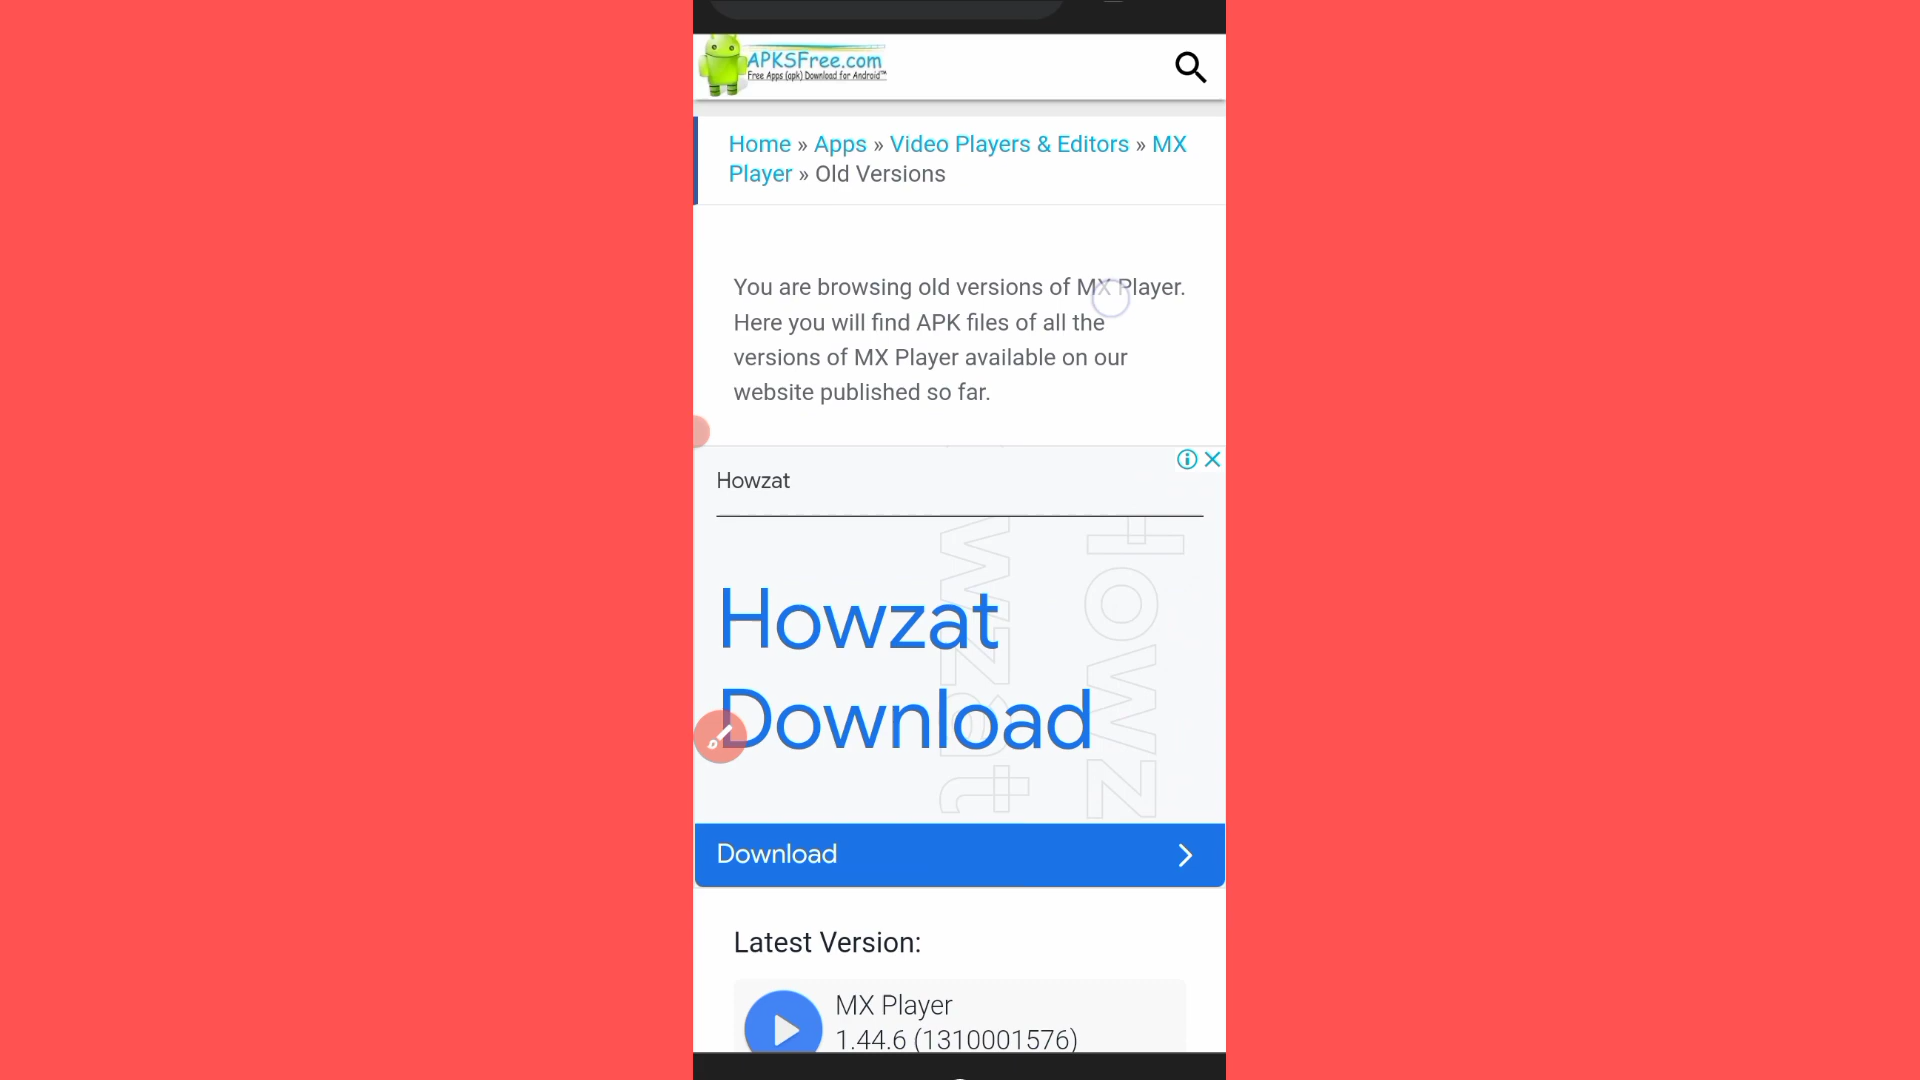 APKSFree.com
Free Apps (apk) Download for Android™
Home » Apps » Video Players & Editors » MX
Player » Old Versions
You are browsing old versions of MX Player.
Here you will find APK files of all the
versions of MX Player available on our
website published so far.
Howzat
Howzat
Download
Howz
wzat
Download
Latest Version:
MX Player
1.44.6 (1310001576)